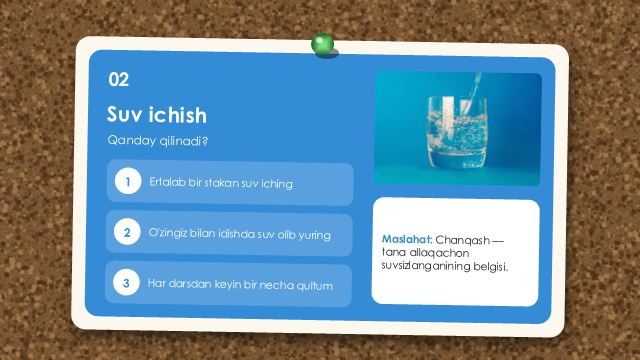 02
Suv ichish
Qanday qilinadi?
1 Ertalab bir stakan suv iching
2 O'zingiz bilan idishda suv olib yuring
3 Har darsdan keyin bir necha qultum
Maslahat: Chanqash —
tana allaqachon
suvsizlanganining belgisi.